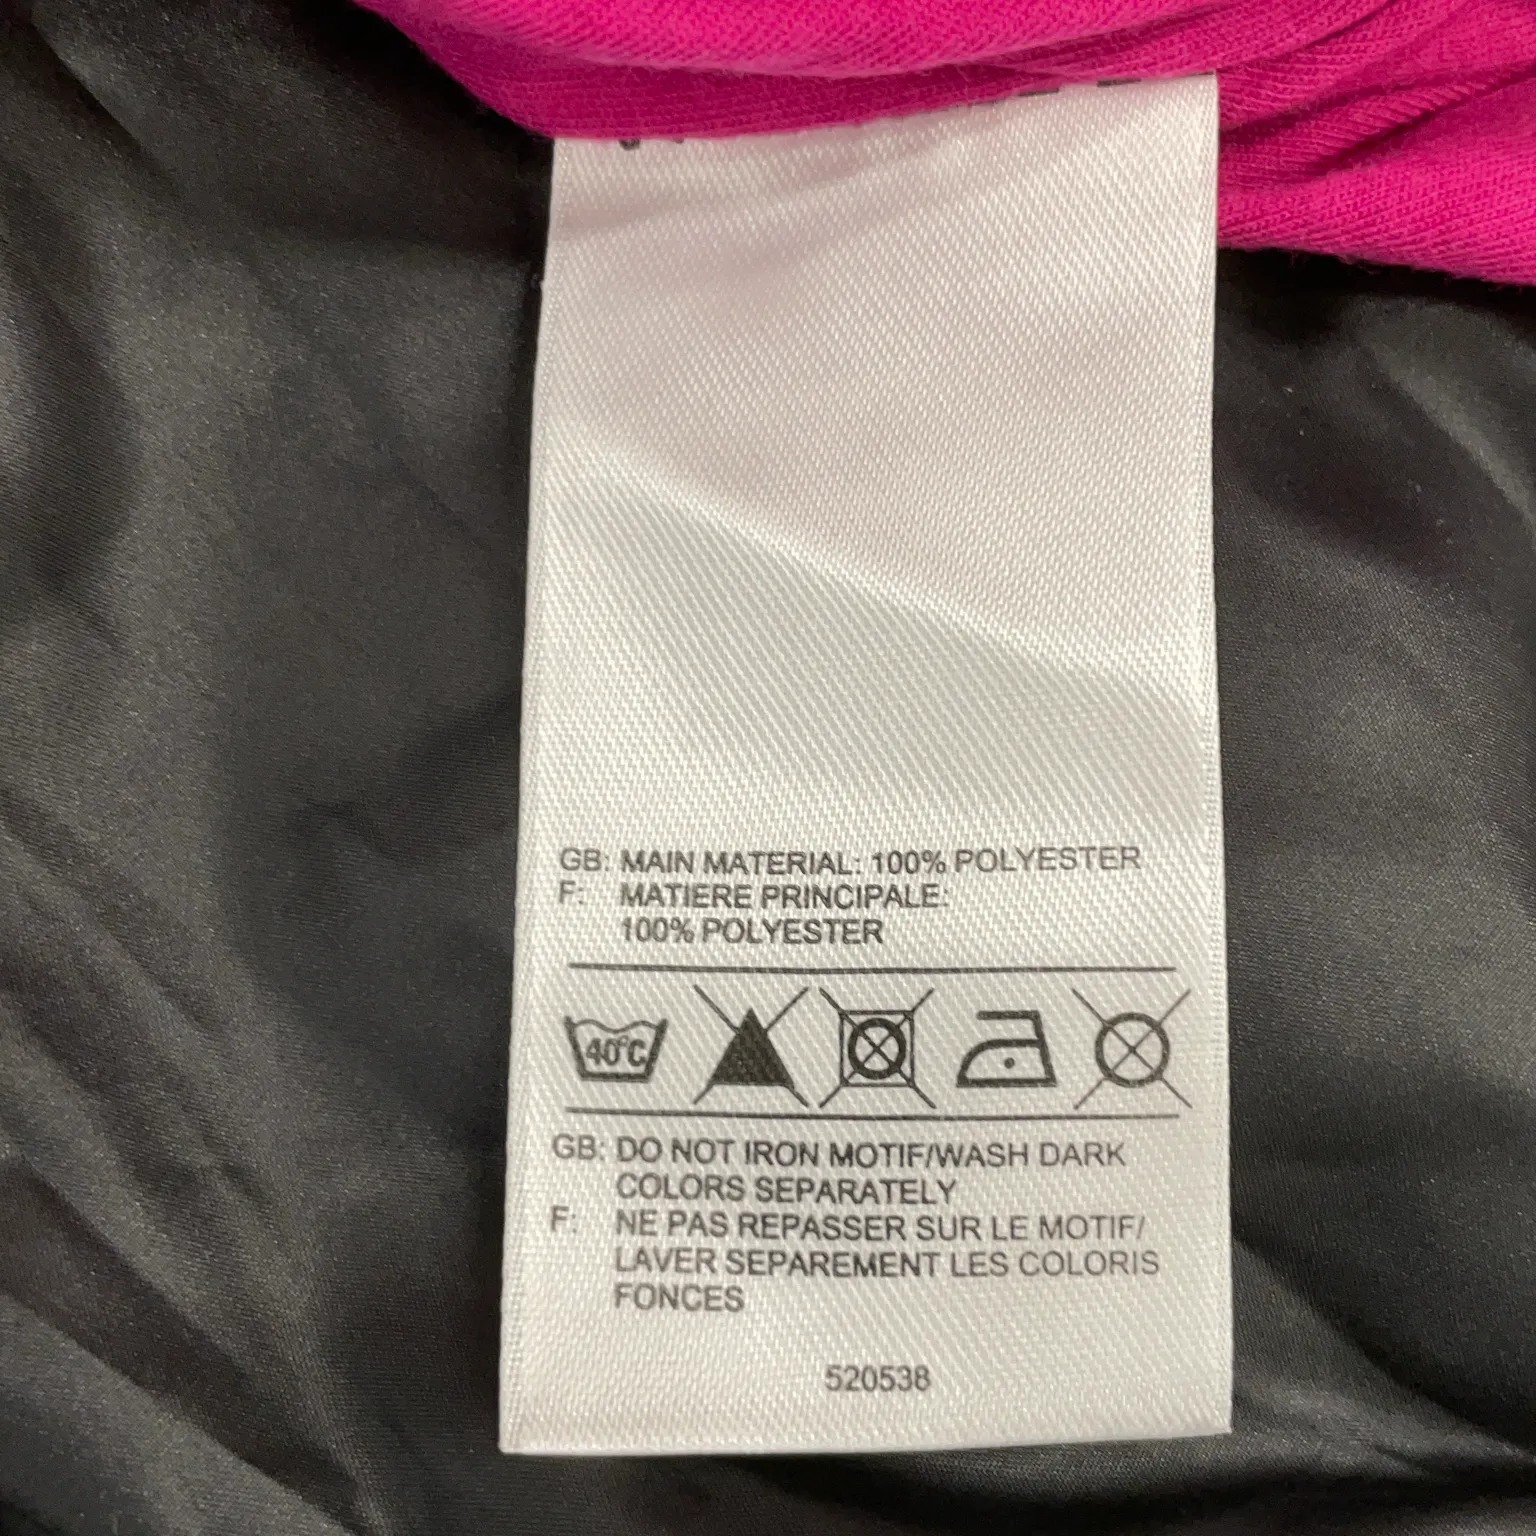 GB: MAIN MATERIAL: 100% POLYESTER
F: MATIERE PRINCIPALE:
100% POLYESTER
40°C
GB: DO NOT IRON MOTIF/WASH DARK
COLORS SEPARATELY
F: NE PAS REPASSER SUR LE MOTIF/
LAVER SEPAREMENT LES COLORIS
FONCES
520538